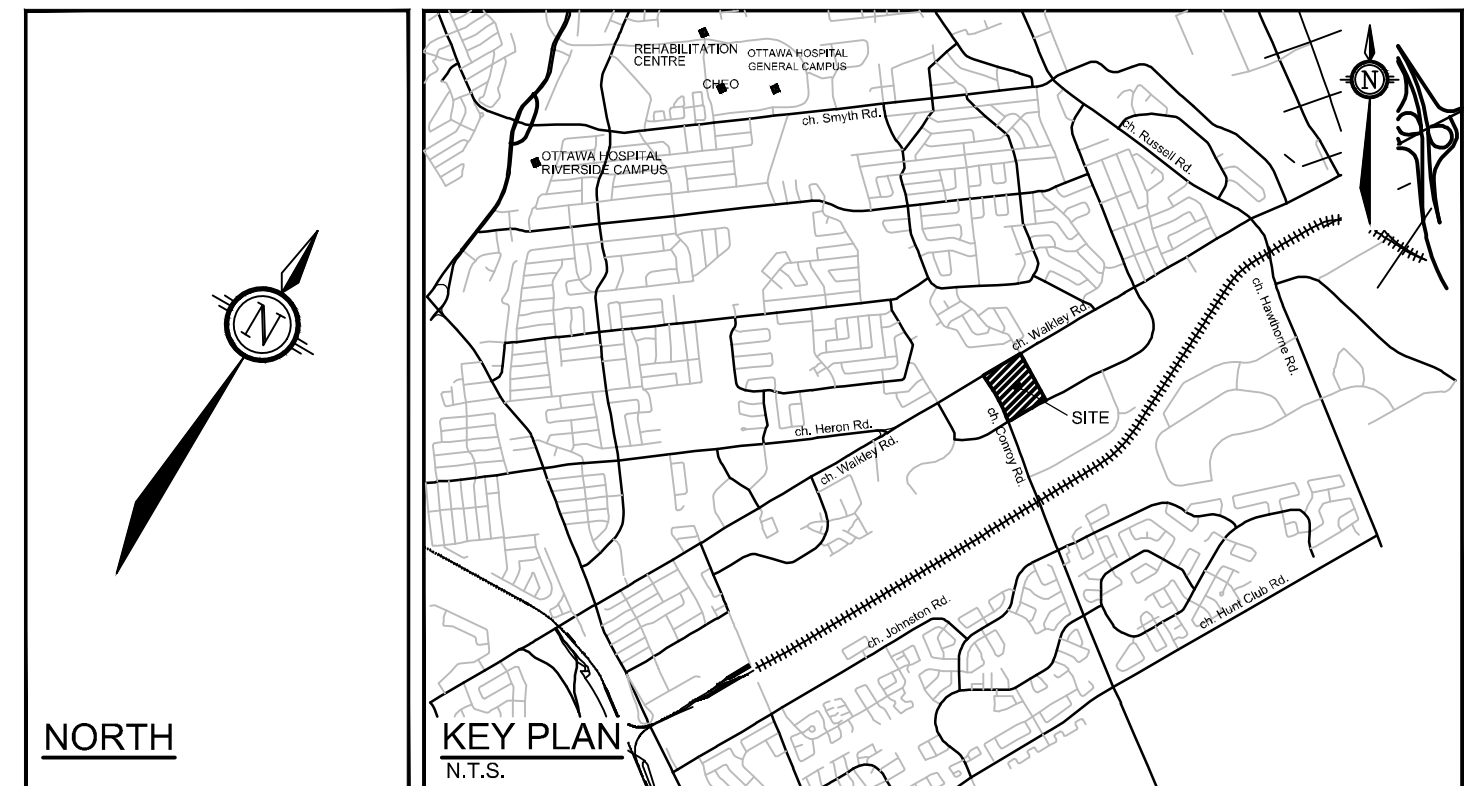 N
NORTH
REHABILITATION
CENTRE
OTTAWA HOSPITAL
GENERAL CAMPUS
CHEO
N
ch. Smyth Rd.
ch. Russell Rd.
OTTAWA HOSPITAL
RIVERSIDE CAMPUS
ch. Hawthorne Rd.
ch. Walkley Rd.
SITE
ch. Conroy Rd.
ch. Heron Rd.
ch. Walkley Rd.
ch. Johnston Rd.
ch. Hunt Club Rd.
KEY PLAN
N.T.S.